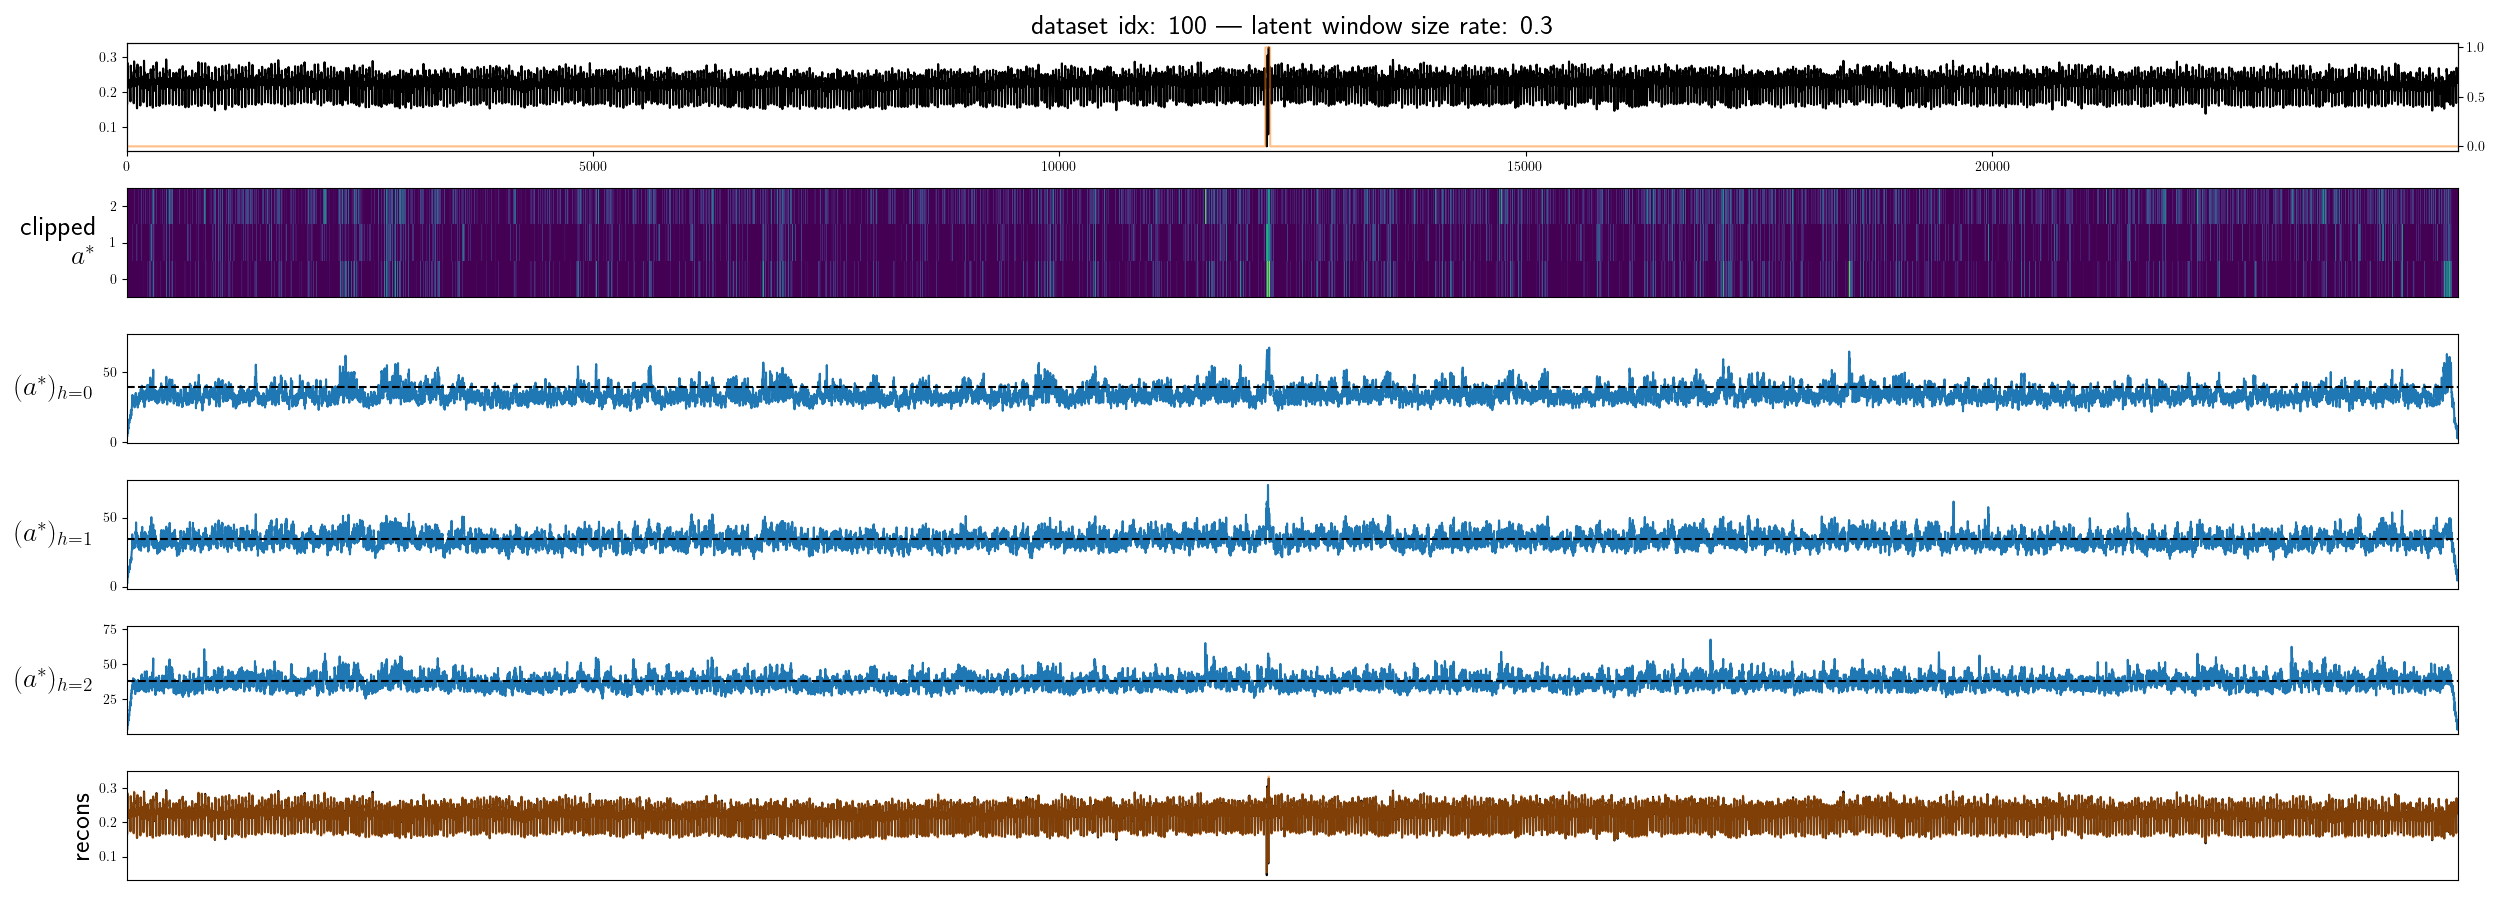 dataset idx: 100 — latent window size rate: 0.3
0.3
0.2
0.1
1.0
0.5
0.0
0 5000 10000 15000 20000
clipped
a*
2
1
0
(a*)h=0
50
0
(a*)h=1
50
0
(a*)h=2
75
50
25
recons
0.3
0.2
0.1